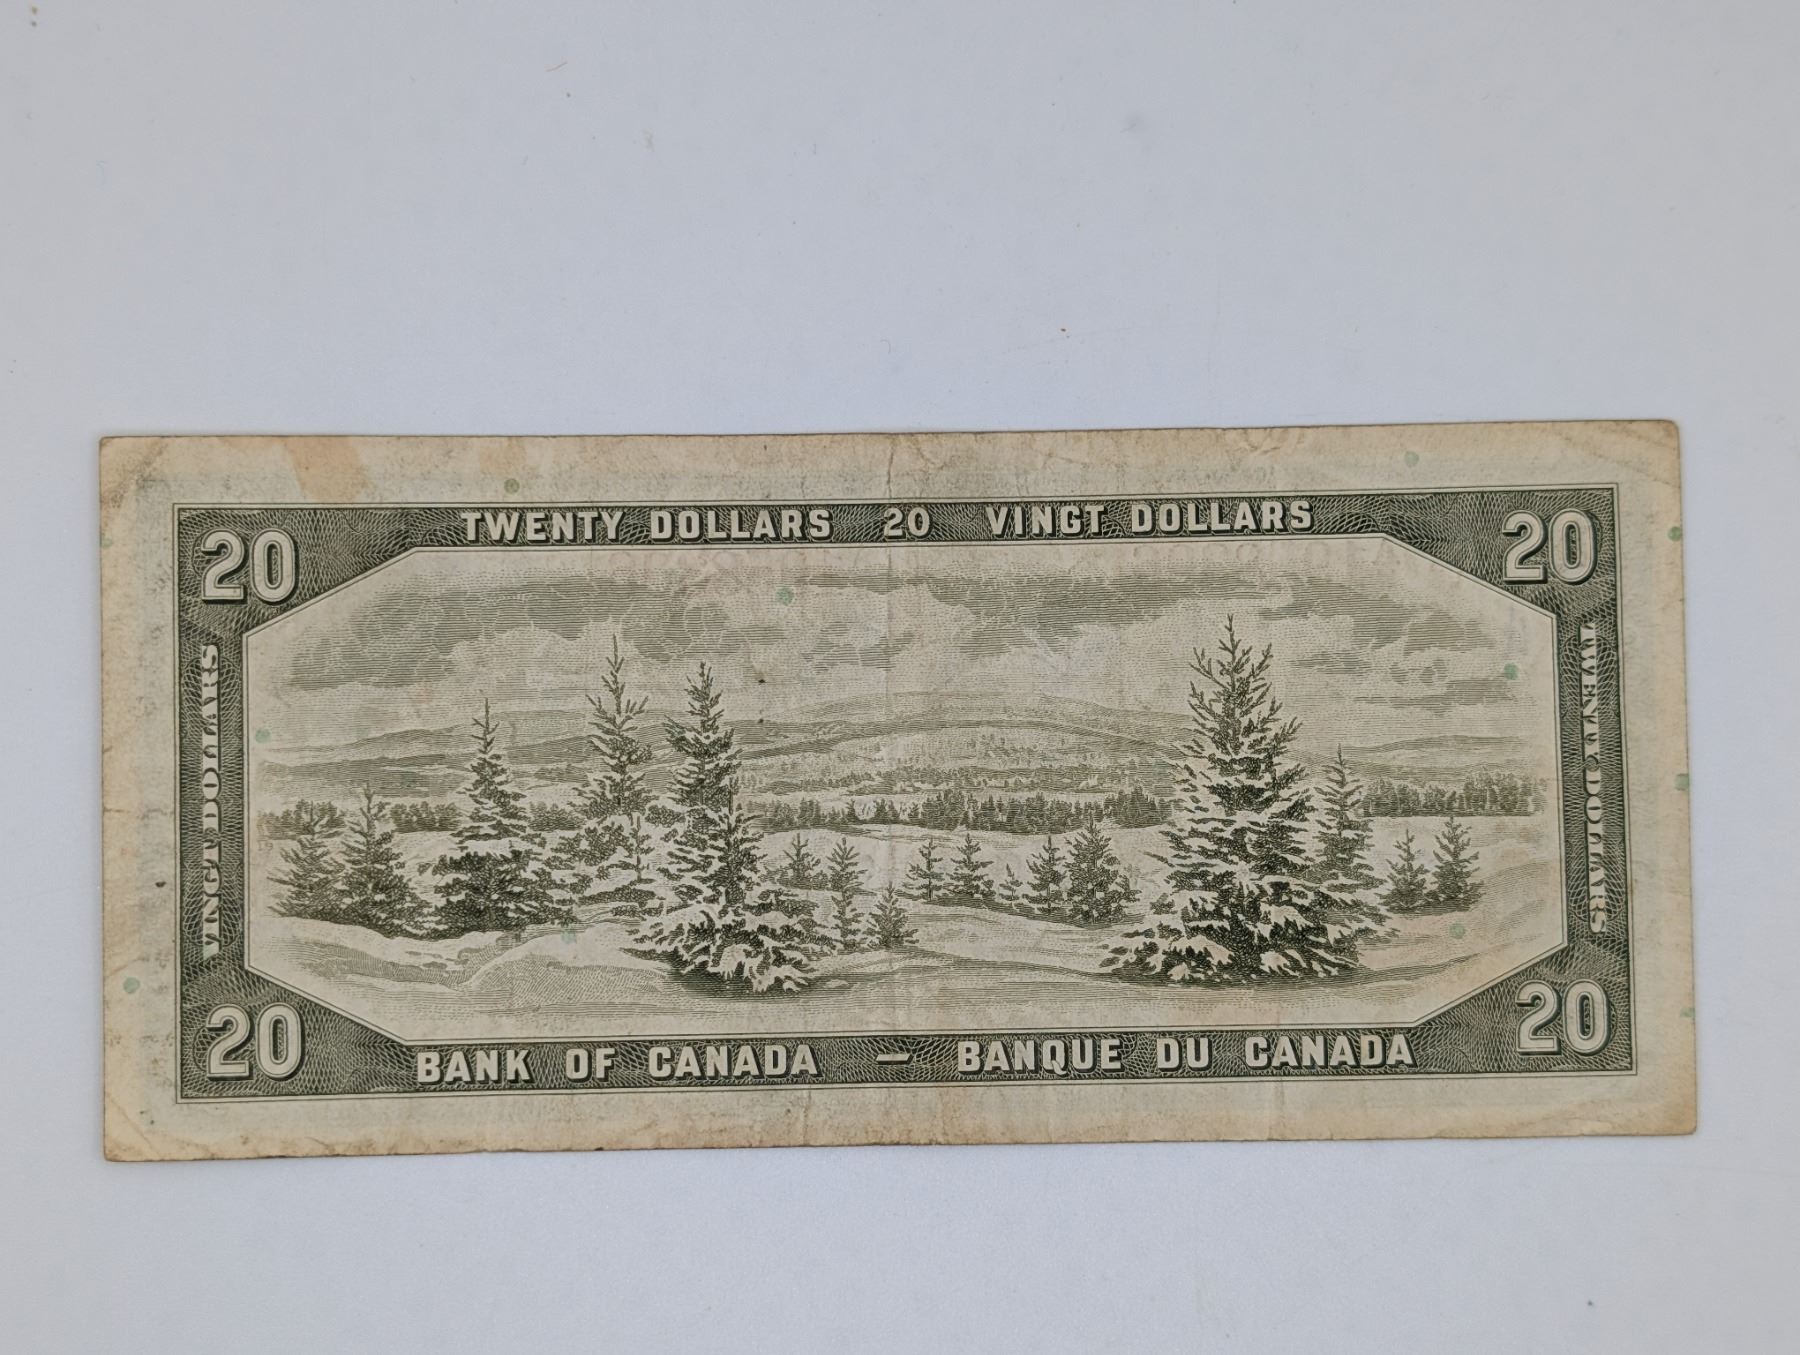 TWENTY DOLLARS 20 VINGT DOLLARS
20
20
VINGT DOLLARS
TWENTY DOLLARS
20
20
BANK OF CANADA — BANQUE DU CANADA